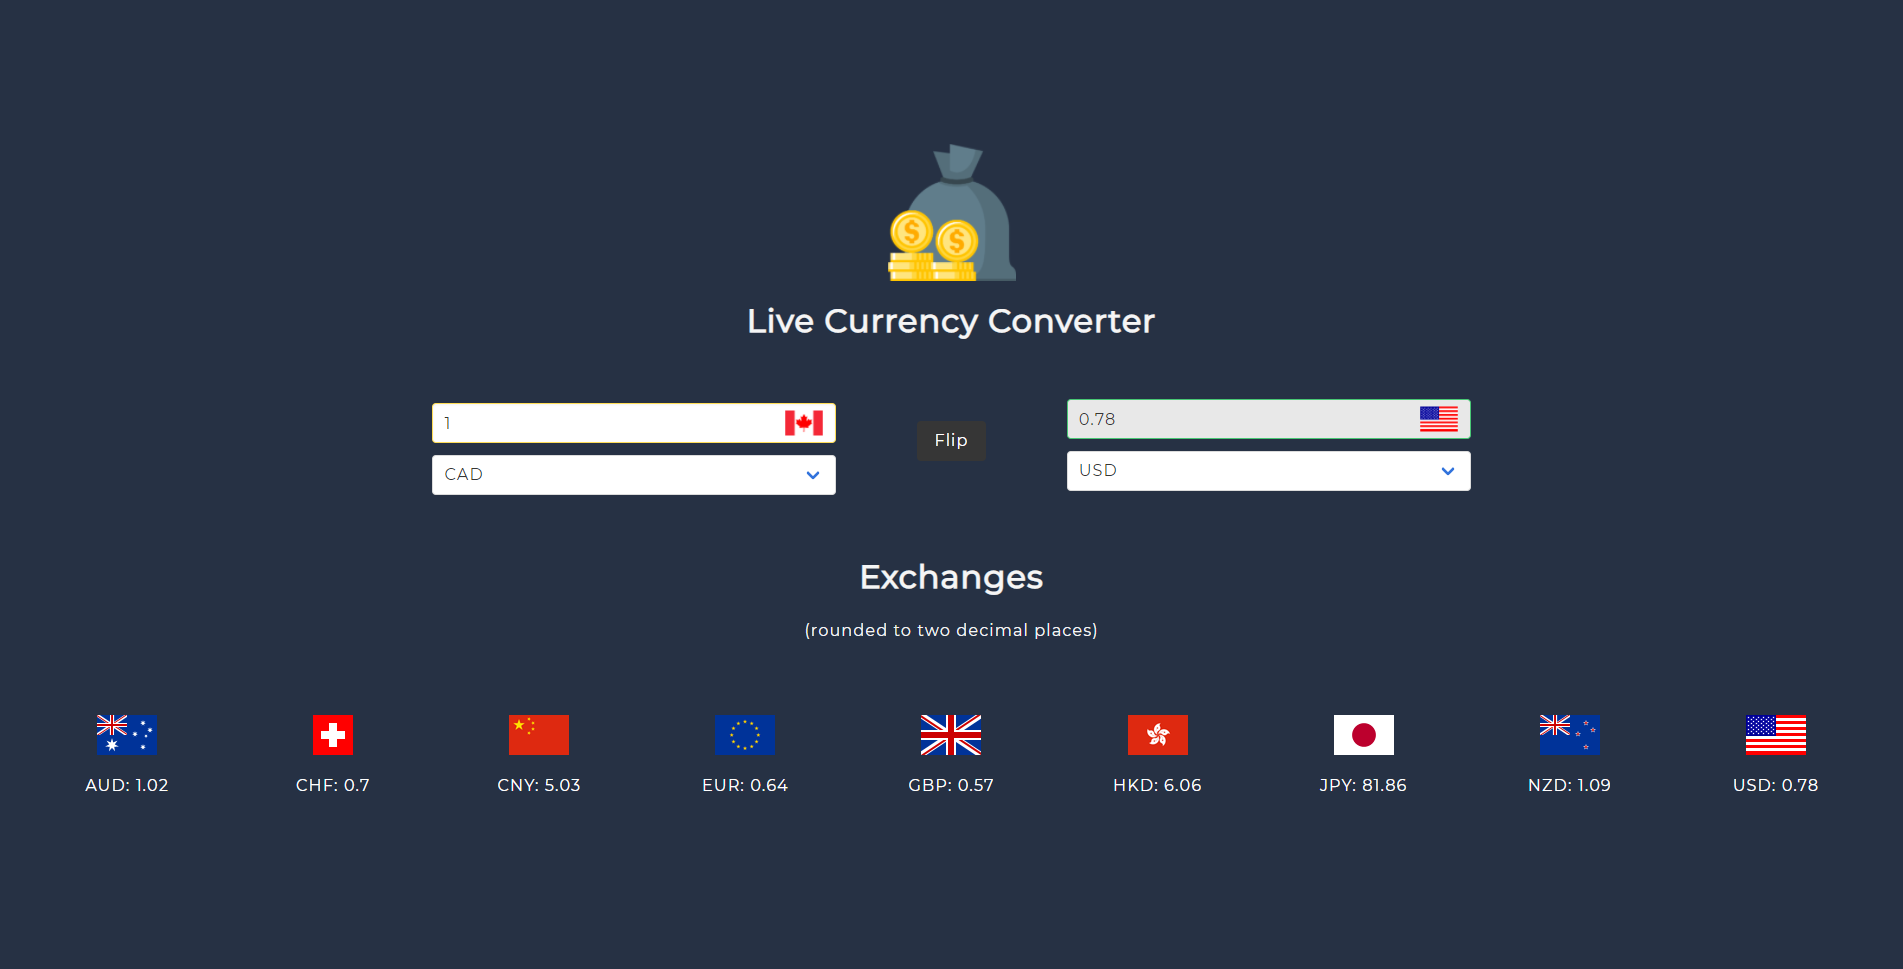 Live Currency Converter
1
0.78
Flip
CAD
USD
Exchanges
(rounded to two decimal places)
AUD: 1.02
CHF: 0.7
CNY: 5.03
EUR: 0.64
GBP: 0.57
HKD: 6.06
JPY: 81.86
NZD: 1.09
USD: 0.78